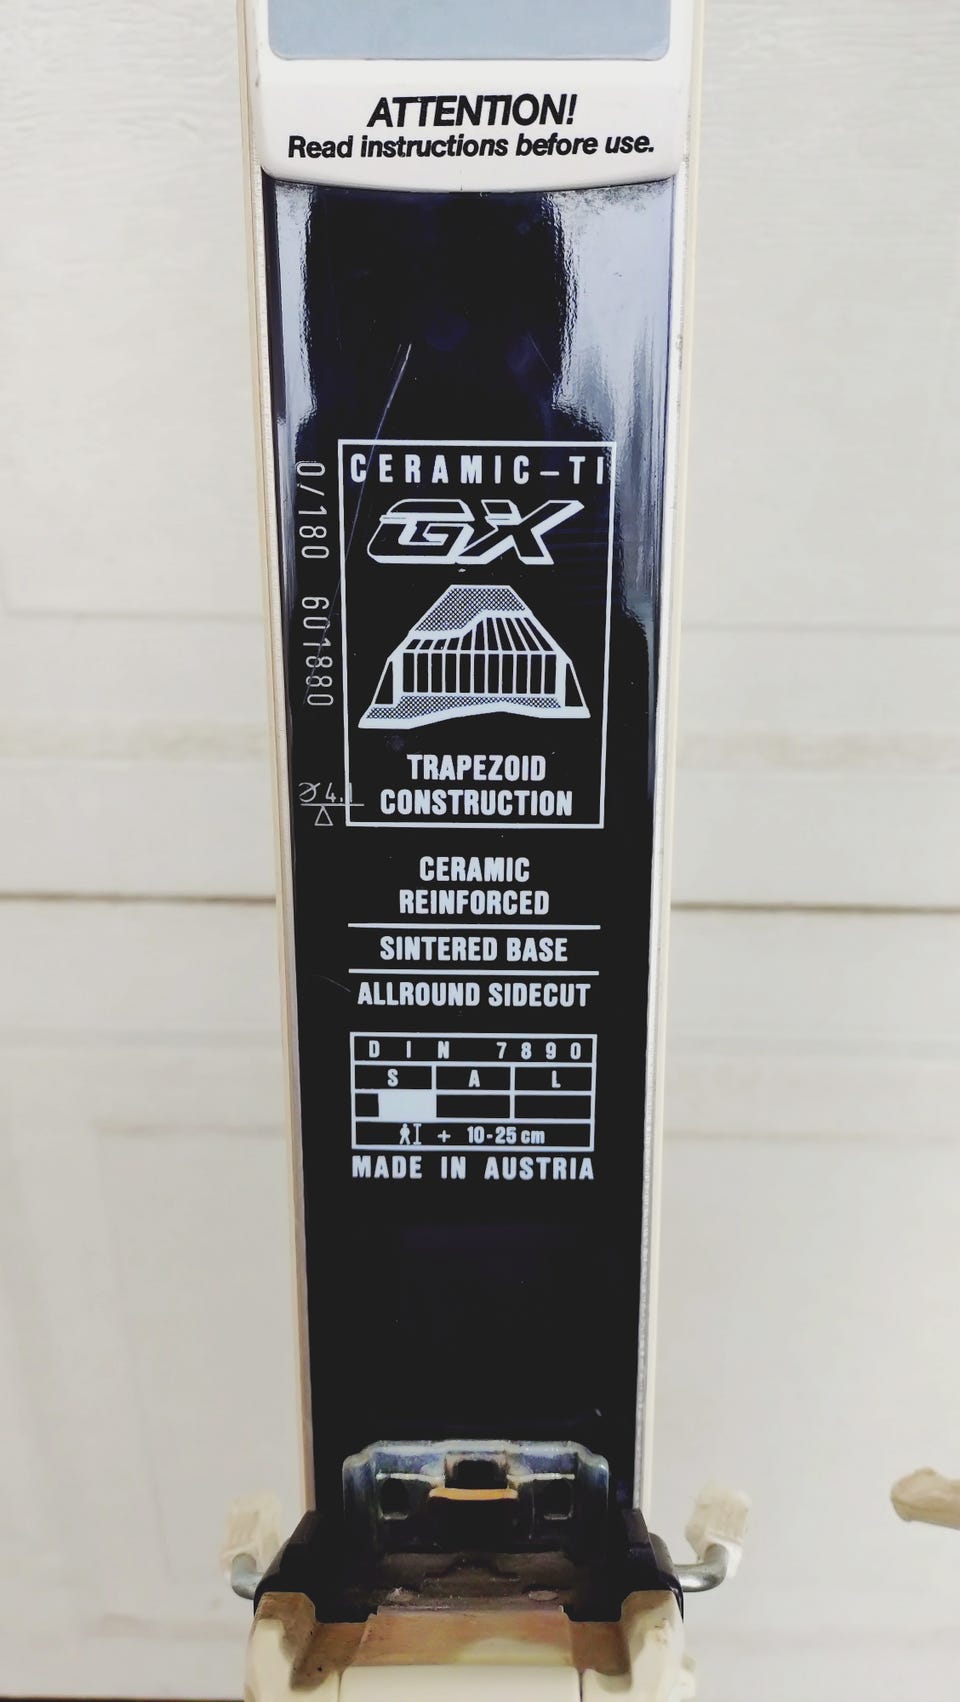 ATTENTION!
Read instructions before use.
CERAMIC-TI
GX
TRAPEZOID
CONSTRUCTION
0/180 601880
⌀ 4.1
CERAMIC
REINFORCED
SINTERED BASE
ALLROUND SIDECUT
DIN 7890
S A L
+ 10-25 cm
MADE IN AUSTRIA